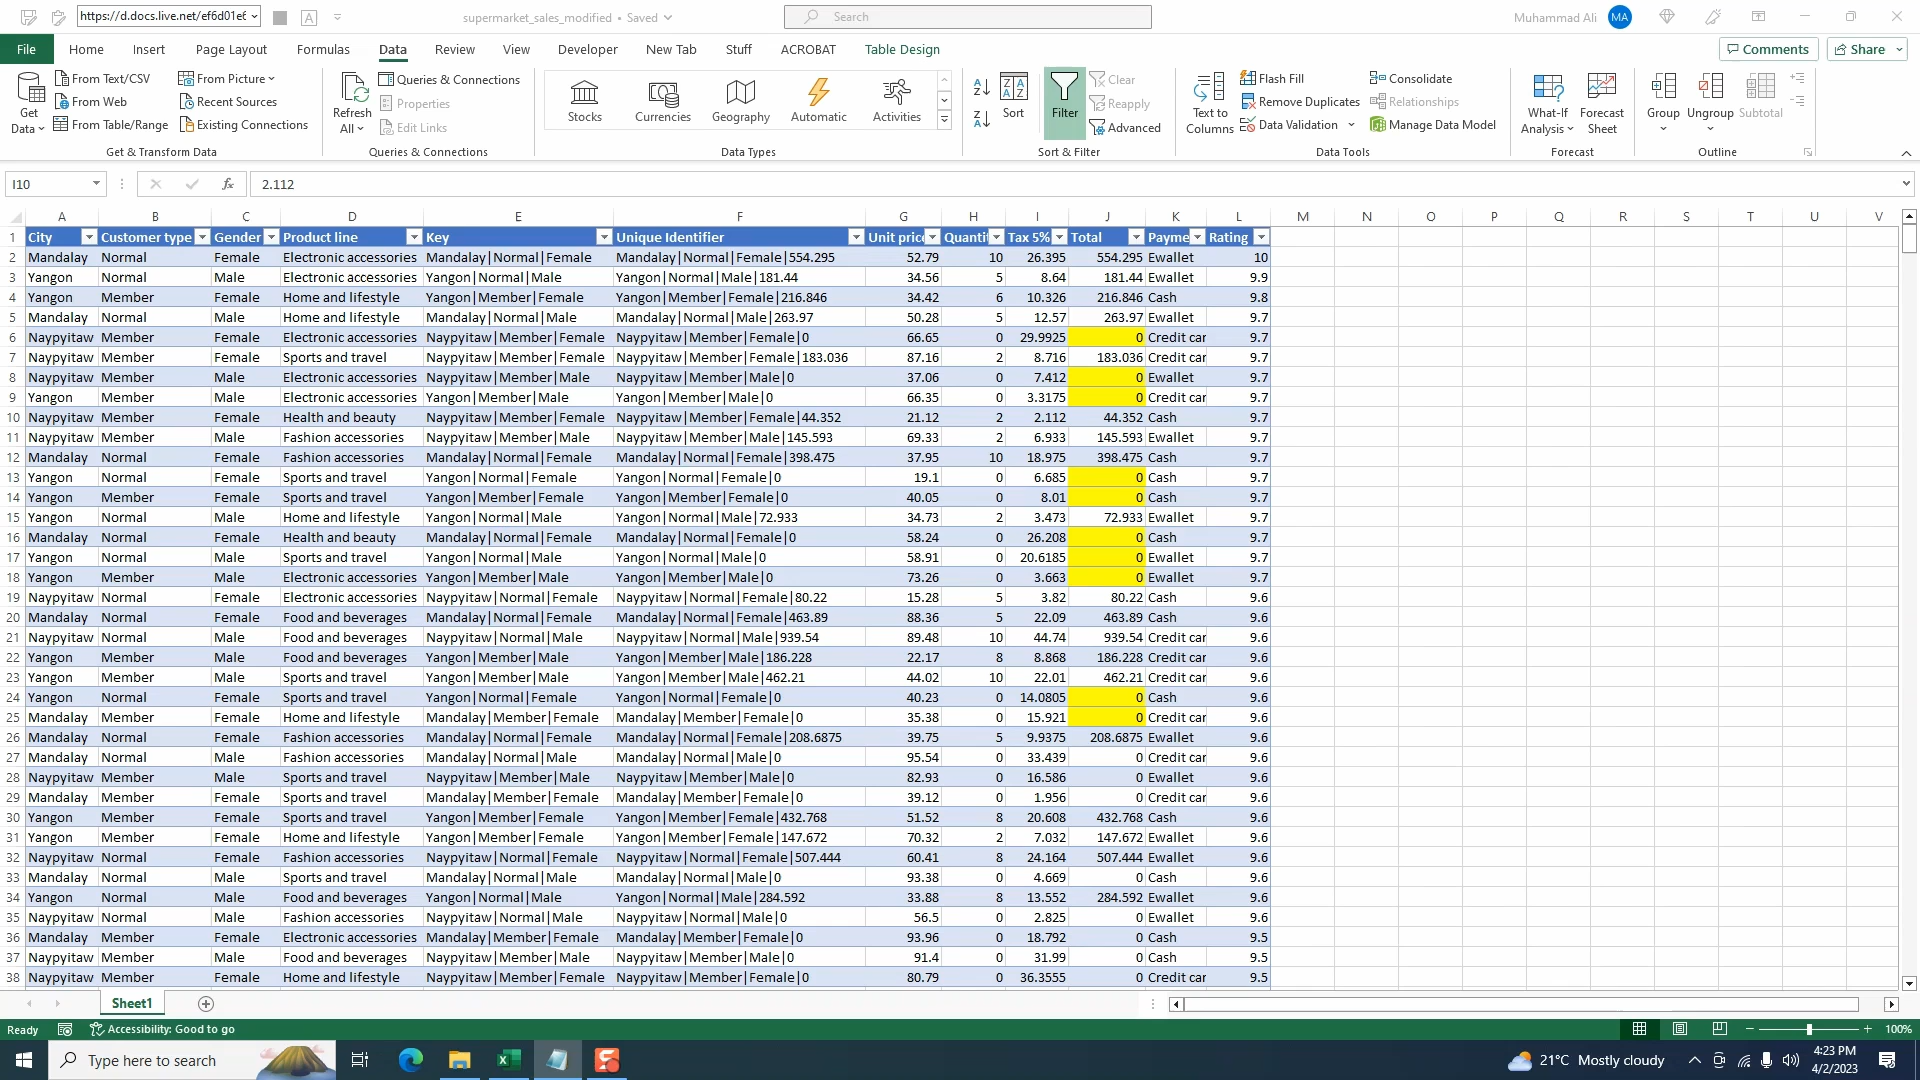 https://d.docs.live.net/ef6d01e6
supermarket_sales_modified • Saved
Search
Muhammad Ali
MA
File Home Insert Page Layout Formulas Data Review View Developer New Tab Stuff ACROBAT Table Design
Comments
Share
Get Data
From Text/CSV
From Web
From Table/Range
From Picture
Recent Sources
Existing Connections
Get & Transform Data
Refresh All
Queries & Connections
Properties
Edit Links
Queries & Connections
Stocks
Currencies
Geography
Automatic
Activities
Data Types
Sort
Filter
Clear
Reapply
Advanced
Sort & Filter
Text to Columns
Flash Fill
Remove Duplicates
Data Validation
Consolidate
Relationships
Manage Data Model
Data Tools
What-If Analysis
Forecast Sheet
Forecast
Group
Ungroup
Subtotal
Outline
I10
fx
2.112
A B C D E F G H I J K L M N O P Q R S T U V
1 City Customer type Gender Product line Key Unique Identifier Unit price Quanti Tax 5% Total Payme Rating
2 Mandalay Normal Female Electronic accessories Mandalay|Normal|Female Mandalay|Normal|Female|554.295 52.79 10 26.395 554.295 Ewallet 10
3 Yangon Normal Male Electronic accessories Yangon|Normal|Male Yangon|Normal|Male|181.44 34.56 5 8.64 181.44 Ewallet 9.9
4 Yangon Member Female Home and lifestyle Yangon|Member|Female Yangon|Member|Female|216.846 34.42 6 10.326 216.846 Cash 9.8
5 Mandalay Normal Male Home and lifestyle Mandalay|Normal|Male Mandalay|Normal|Male|263.97 50.28 5 12.57 263.97 Ewallet 9.7
6 Naypyitaw Member Female Electronic accessories Naypyitaw|Member|Female Naypyitaw|Member|Female|0 66.65 0 29.9925 0 Credit car 9.7
7 Naypyitaw Member Female Sports and travel Naypyitaw|Member|Female Naypyitaw|Member|Female|183.036 87.16 2 8.716 183.036 Credit car 9.7
8 Naypyitaw Member Male Electronic accessories Naypyitaw|Member|Male Naypyitaw|Member|Male|0 37.06 0 7.412 0 Ewallet 9.7
9 Yangon Member Male Electronic accessories Yangon|Member|Male Yangon|Member|Male|0 66.35 0 3.3175 0 Credit car 9.7
10 Naypyitaw Member Female Health and beauty Naypyitaw|Member|Female Naypyitaw|Member|Female|44.352 21.12 2 2.112 44.352 Cash 9.7
11 Naypyitaw Member Male Fashion accessories Naypyitaw|Member|Male Naypyitaw|Member|Male|145.593 69.33 2 6.933 145.593 Ewallet 9.7
12 Mandalay Normal Female Fashion accessories Mandalay|Normal|Female Mandalay|Normal|Female|398.475 37.95 10 18.975 398.475 Cash 9.7
13 Yangon Normal Female Sports and travel Yangon|Normal|Female Yangon|Normal|Female|0 19.1 0 6.685 0 Cash 9.7
14 Yangon Member Female Sports and travel Yangon|Member|Female Yangon|Member|Female|0 40.05 0 8.01 0 Cash 9.7
15 Yangon Normal Male Home and lifestyle Yangon|Normal|Male Yangon|Normal|Male|72.933 34.73 2 3.473 72.933 Ewallet 9.7
16 Mandalay Normal Female Health and beauty Mandalay|Normal|Female Mandalay|Normal|Female|0 58.24 0 26.208 0 Cash 9.7
17 Yangon Normal Male Sports and travel Yangon|Normal|Male Yangon|Normal|Male|0 58.91 0 20.6185 0 Ewallet 9.7
18 Yangon Member Male Electronic accessories Yangon|Member|Male Yangon|Member|Male|0 73.26 0 3.663 0 Ewallet 9.7
19 Naypyitaw Normal Female Electronic accessories Naypyitaw|Normal|Female Naypyitaw|Normal|Female|80.22 15.28 5 3.82 80.22 Cash 9.6
20 Mandalay Normal Female Food and beverages Mandalay|Normal|Female Mandalay|Normal|Female|463.89 88.36 5 22.09 463.89 Cash 9.6
21 Naypyitaw Normal Male Food and beverages Naypyitaw|Normal|Male Naypyitaw|Normal|Male|939.54 89.48 10 44.74 939.54 Credit car 9.6
22 Yangon Member Male Food and beverages Yangon|Member|Male Yangon|Member|Male|186.228 22.17 8 8.868 186.228 Credit car 9.6
23 Yangon Member Male Sports and travel Yangon|Member|Male Yangon|Member|Male|462.21 44.02 10 22.01 462.21 Credit car 9.6
24 Yangon Normal Female Sports and travel Yangon|Normal|Female Yangon|Normal|Female|0 40.23 0 14.0805 0 Cash 9.6
25 Mandalay Member Female Home and lifestyle Mandalay|Member|Female Mandalay|Member|Female|0 35.38 0 15.921 0 Credit car 9.6
26 Mandalay Normal Female Fashion accessories Mandalay|Normal|Female Mandalay|Normal|Female|208.6875 39.75 5 9.9375 208.6875 Ewallet 9.6
27 Mandalay Normal Male Fashion accessories Mandalay|Normal|Male Mandalay|Normal|Male|0 95.54 0 33.439 0 Credit car 9.6
28 Naypyitaw Member Male Sports and travel Naypyitaw|Member|Male Naypyitaw|Member|Male|0 82.93 0 16.586 0 Ewallet 9.6
29 Mandalay Member Female Sports and travel Mandalay|Member|Female Mandalay|Member|Female|0 39.12 0 1.956 0 Credit car 9.6
30 Yangon Member Female Sports and travel Yangon|Member|Female Yangon|Member|Female|432.768 51.52 8 20.608 432.768 Cash 9.6
31 Yangon Member Female Home and lifestyle Yangon|Member|Female Yangon|Member|Female|147.672 70.32 2 7.032 147.672 Ewallet 9.6
32 Naypyitaw Normal Female Fashion accessories Naypyitaw|Normal|Female Naypyitaw|Normal|Female|507.444 60.41 8 24.164 507.444 Ewallet 9.6
33 Mandalay Normal Male Sports and travel Mandalay|Normal|Male Mandalay|Normal|Male|0 93.38 0 4.669 0 Cash 9.6
34 Yangon Normal Male Food and beverages Yangon|Normal|Male Yangon|Normal|Male|284.592 33.88 8 13.552 284.592 Ewallet 9.6
35 Naypyitaw Normal Male Fashion accessories Naypyitaw|Normal|Male Naypyitaw|Normal|Male|0 56.5 0 2.825 0 Ewallet 9.6
36 Mandalay Member Female Electronic accessories Mandalay|Member|Female Mandalay|Member|Female|0 93.96 0 18.792 0 Cash 9.5
37 Naypyitaw Member Male Food and beverages Naypyitaw|Member|Male Naypyitaw|Member|Male|0 91.4 0 31.99 0 Cash 9.5
38 Naypyitaw Member Female Home and lifestyle Naypyitaw|Member|Female Naypyitaw|Member|Female|0 80.79 0 36.3555 0 Credit car 9.5
Sheet1
Ready Accessibility: Good to go 100%
Type here to search
21°C Mostly cloudy
4:23 PM
4/2/2023